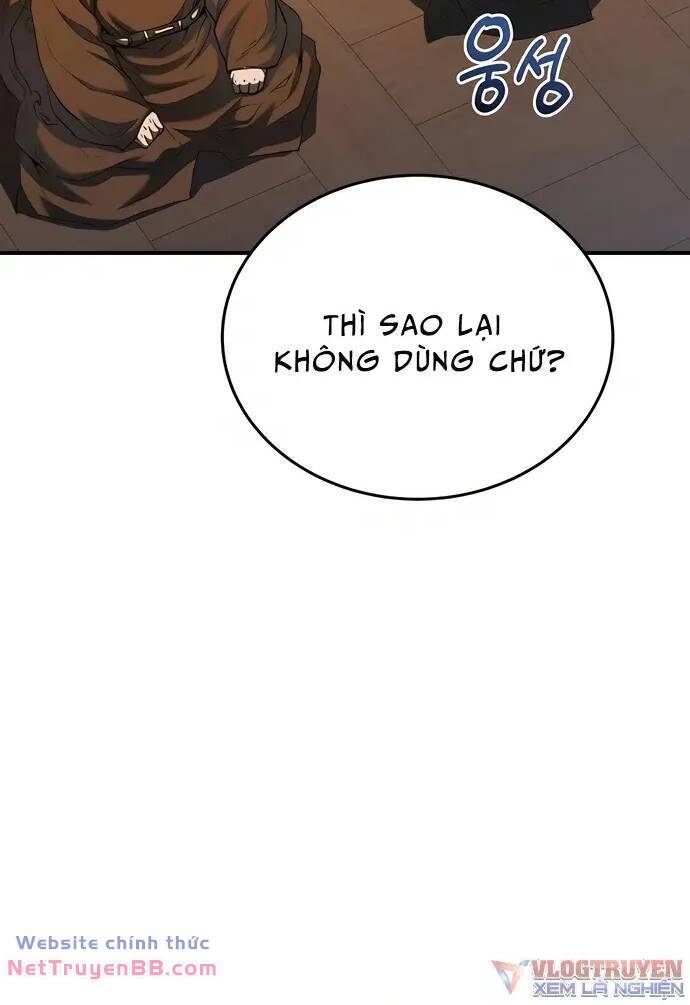 웅성
THÌ SAO LẠI
KHÔNG DÙNG CHỨ?
Website chính thức
NetTruyenBB.com
VLOGTRUYEN
XEM LÀ NGHIỆN